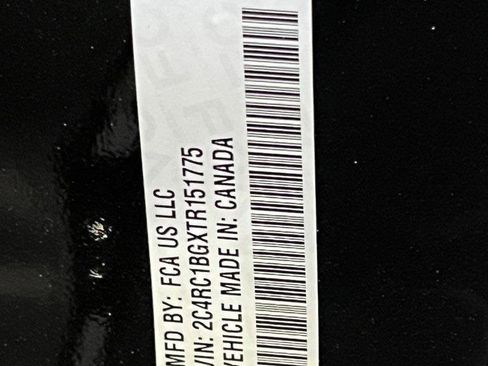 MFD BY: FCA US LLC
VIN: 2C4RC1BGXTR151775
VEHICLE MADE IN: CANADA